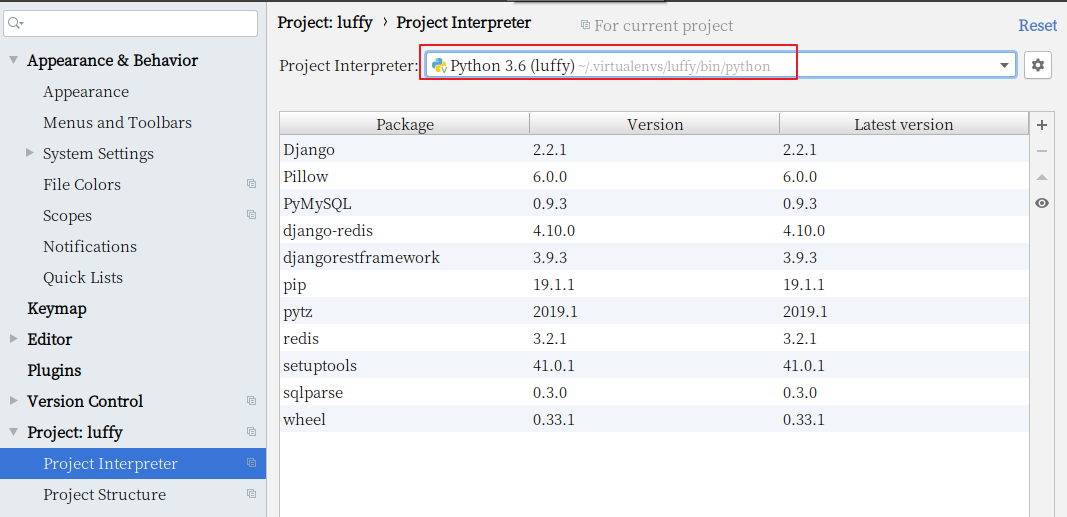 Project: luffy › Project Interpreter
For current project
Reset
Appearance & Behavior
Appearance
Menus and Toolbars
System Settings
File Colors
Scopes
Notifications
Quick Lists
Keymap
Editor
Plugins
Version Control
Project: luffy
Project Interpreter
Project Structure
Project Interpreter: Python 3.6 (luffy) ~/.virtualenvs/luffy/bin/python
Package Version Latest version
Django 2.2.1 2.2.1
Pillow 6.0.0 6.0.0
PyMySQL 0.9.3 0.9.3
django-redis 4.10.0 4.10.0
djangorestframework 3.9.3 3.9.3
pip 19.1.1 19.1.1
pytz 2019.1 2019.1
redis 3.2.1 3.2.1
setuptools 41.0.1 41.0.1
sqlparse 0.3.0 0.3.0
wheel 0.33.1 0.33.1